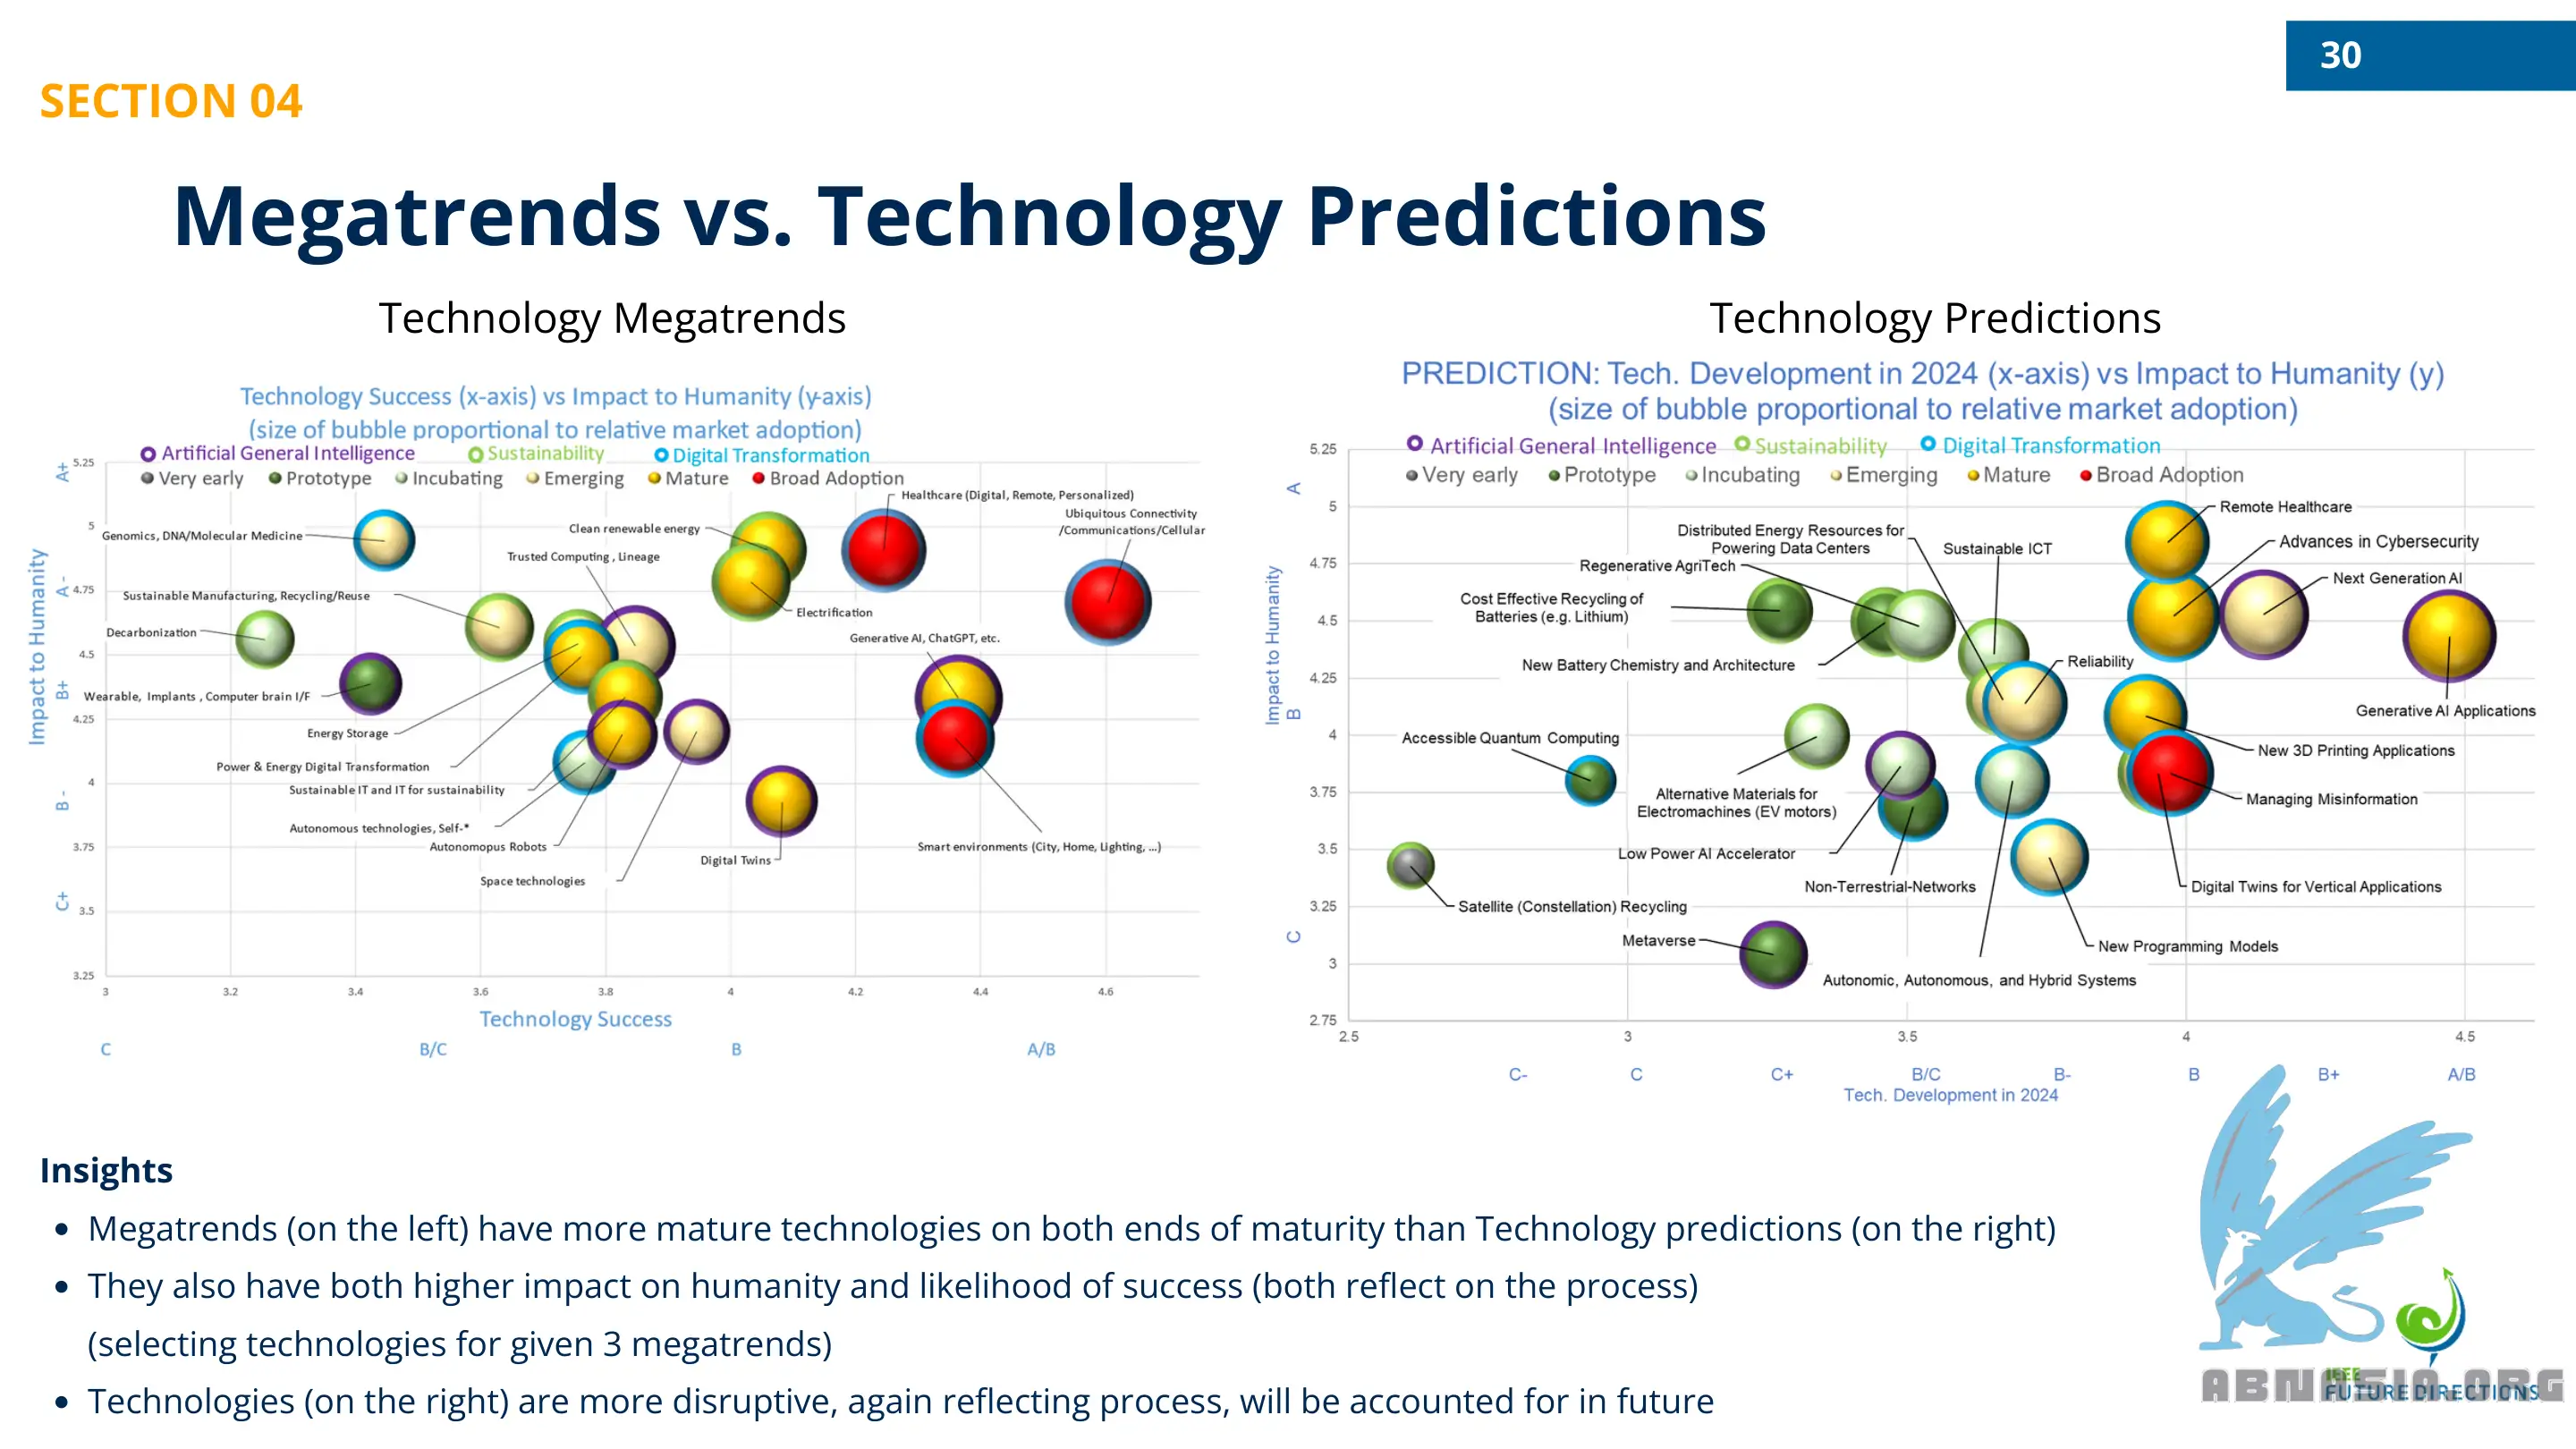 30
SECTION 04
Megatrends vs. Technology Predictions
Technology Megatrends
Technology Success (x-axis) vs Impact to Humanity (y-axis)
(size of bubble proportional to relative market adoption)
Artificial General Intelligence Sustainability Digital Transformation
Very early Prototype Incubating Emerging Mature Broad Adoption
Healthcare (Digital, Remote, Personalized)
Ubiquitous Connectivity
/Communications/Cellular
Genomics, DNA/Molecular Medicine
Clean renewable energy
Trusted Computing , Lineage
Sustainable Manufacturing, Recycling/Reuse
Electrification
Decarbonization
Generative AI, ChatGPT, etc.
Wearable, Implants , Computer brain I/F
Energy Storage
Power & Energy Digital Transformation
Sustainable IT and IT for sustainability
Autonomous technologies, Self-*
Autonomopus Robots
Smart environments (City, Home, Lighting, ...)
Digital Twins
Space technologies
Impact to Humanity
A+
A -
B+
B -
C+
5.25
5
4.75
4.5
4.25
4
3.75
3.5
3.25
3 3.2 3.4 3.6 3.8 4 4.2 4.4 4.6
Technology Success
C B/C B A/B
Technology Predictions
PREDICTION: Tech. Development in 2024 (x-axis) vs Impact to Humanity (y)
(size of bubble proportional to relative market adoption)
Artificial General Intelligence Sustainability Digital Transformation
Very early Prototype Incubating Emerging Mature Broad Adoption
Remote Healthcare
Distributed Energy Resources for
Powering Data Centers
Sustainable ICT
Advances in Cybersecurity
Regenerative AgriTech
Next Generation AI
Cost Effective Recycling of
Batteries (e.g. Lithium)
New Battery Chemistry and Architecture
Reliability
Generative AI Applications
Accessible Quantum Computing
New 3D Printing Applications
Alternative Materials for
Electromachines (EV motors)
Managing Misinformation
Low Power AI Accelerator
Non-Terrestrial-Networks
Digital Twins for Vertical Applications
Satellite (Constellation) Recycling
Metaverse
New Programming Models
Autonomic, Autonomous, and Hybrid Systems
Impact to Humanity
A
B
C
5.25
5
4.75
4.5
4.25
4
3.75
3.5
3.25
3
2.75
2.5 3 3.5 4 4.5
C- C C+ B/C B- B B+ A/B
Tech. Development in 2024
Insights
• Megatrends (on the left) have more mature technologies on both ends of maturity than Technology predictions (on the right)
• They also have both higher impact on humanity and likelihood of success (both reflect on the process)
(selecting technologies for given 3 megatrends)
• Technologies (on the right) are more disruptive, again reflecting process, will be accounted for in future
IEEE
FUTURE DIRECTIONS
ABNASIA.ORG